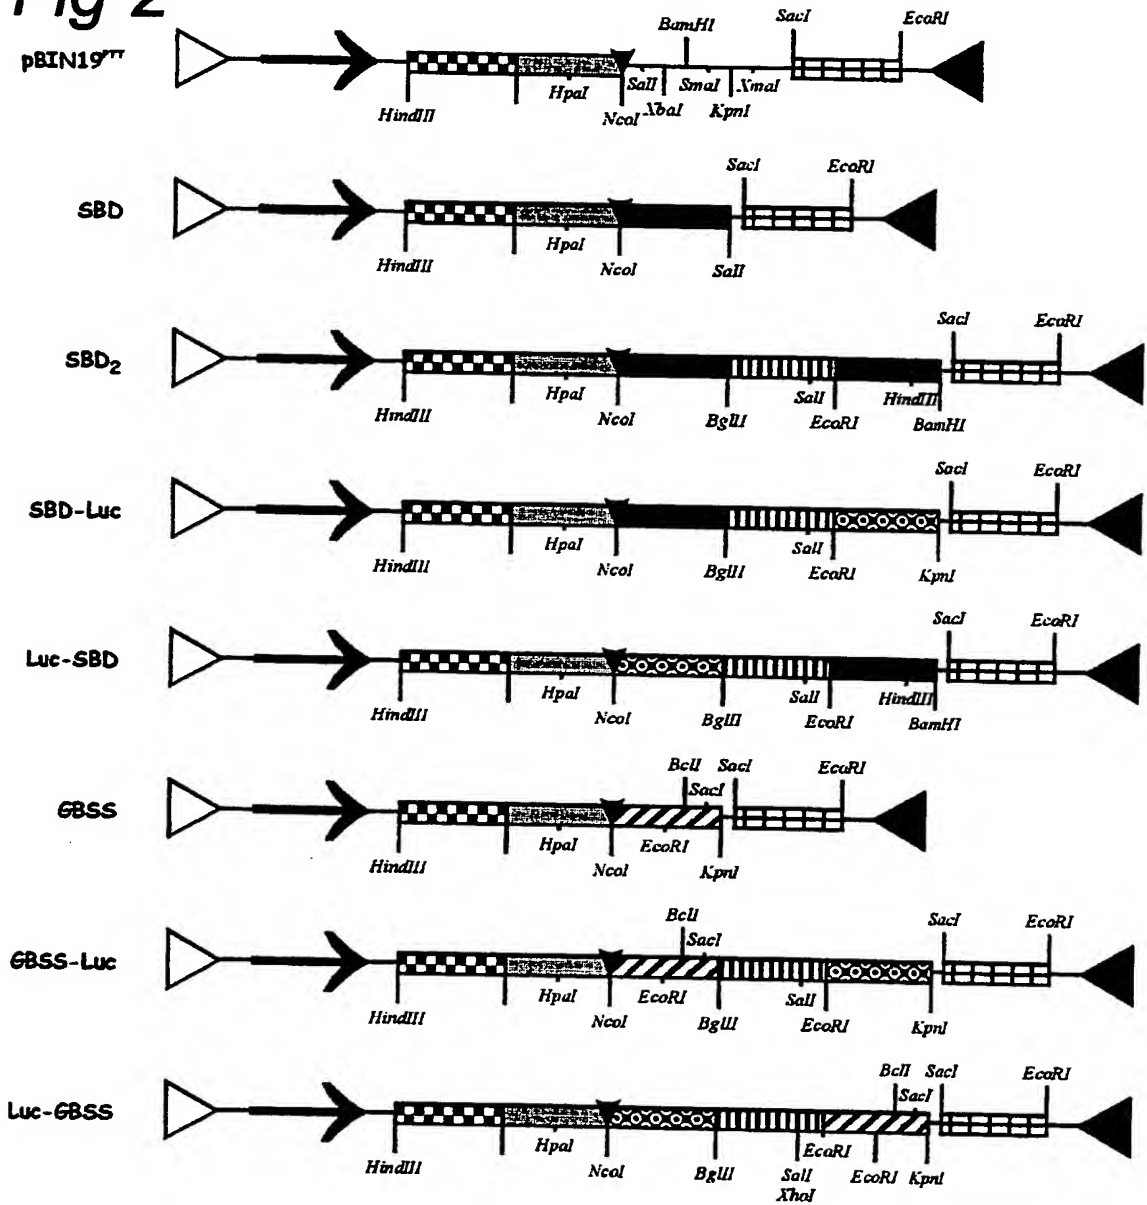 Fig 2
BamHI SacI EcoRI
pBIN19ᴾᵀᵀ
HpaI SalI SmaI XmaI
HindIII NcoI XbaI KpnI
SacI EcoRI
SBD
HpaI
HindIII NcoI SalI
SacI EcoRI
SBD₂
HpaI SalI HindIII
HindIII NcoI BglII EcoRI BamHI
SacI EcoRI
SBD-Luc
HpaI SalI
HindIII NcoI BglII EcoRI KpnI
SacI EcoRI
Luc-SBD
HpaI SalI HindIII
HindIII NcoI BglII EcoRI BamHI
BclI SacI EcoRI
SacI
GBSS
HpaI EcoRI
HindIII NcoI KpnI
BclI SacI EcoRI
SacI
GBSS-Luc
HpaI EcoRI SalI
HindIII NcoI BglII EcoRI KpnI
BclI SacI EcoRI
SacI
Luc-GBSS
HpaI EcoRI
HindIII NcoI BglII SalI EcoRI KpnI
XhoI